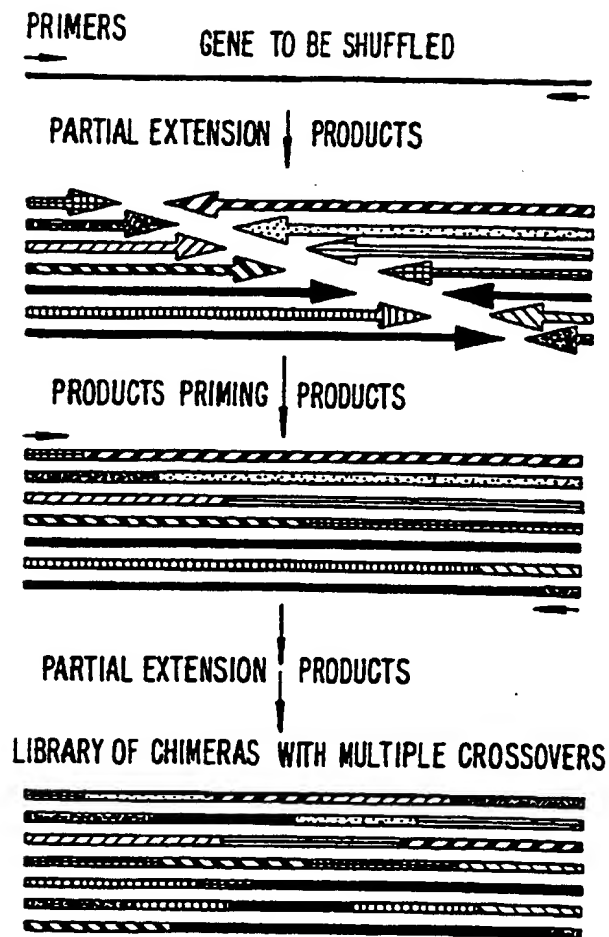 PRIMERS
GENE TO BE SHUFFLED
PARTIAL EXTENSION PRODUCTS
PRODUCTS PRIMING PRODUCTS
PARTIAL EXTENSION PRODUCTS
LIBRARY OF CHIMERAS WITH MULTIPLE CROSSOVERS